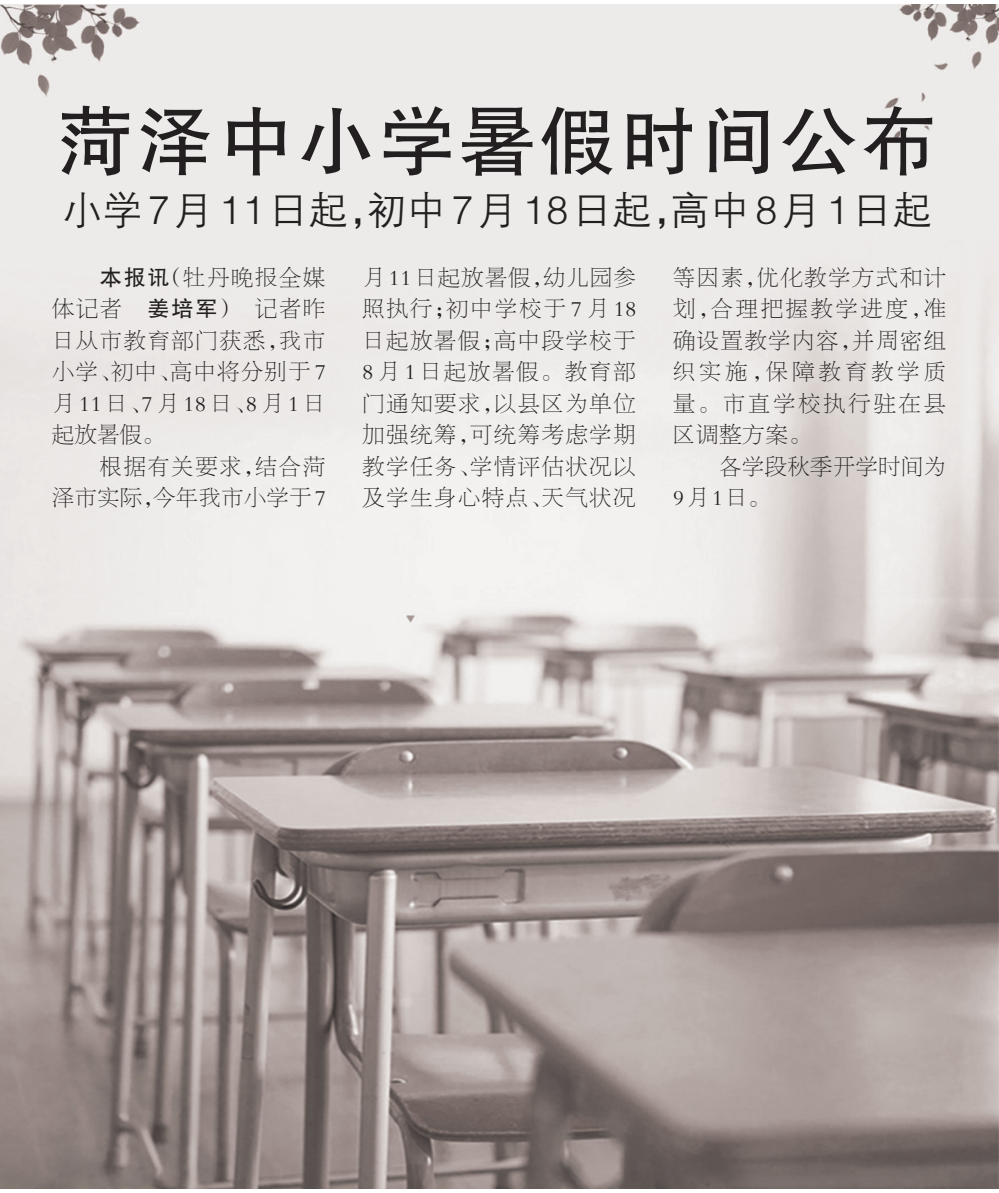 菏泽中小学暑假时间公布
小学7月11日起,初中7月18日起,高中8月1日起
本报讯(牡丹晚报全媒
体记者 姜培军) 记者昨
日从市教育部门获悉,我市
小学、初中、高中将分别于7
月11日、7月18日、8月1日
起放暑假。
根据有关要求,结合菏
泽市实际,今年我市小学于7
月11日起放暑假,幼儿园参
照执行;初中学校于7月18
日起放暑假;高中段学校于
8月1日起放暑假。教育部
门通知要求,以县区为单位
加强统筹,可统筹考虑学期
教学任务、学情评估状况以
及学生身心特点、天气状况
等因素,优化教学方式和计
划,合理把握教学进度,准
确设置教学内容,并周密组
织实施,保障教育教学质
量。市直学校执行驻在县
区调整方案。
各学段秋季开学时间为
9月1日。